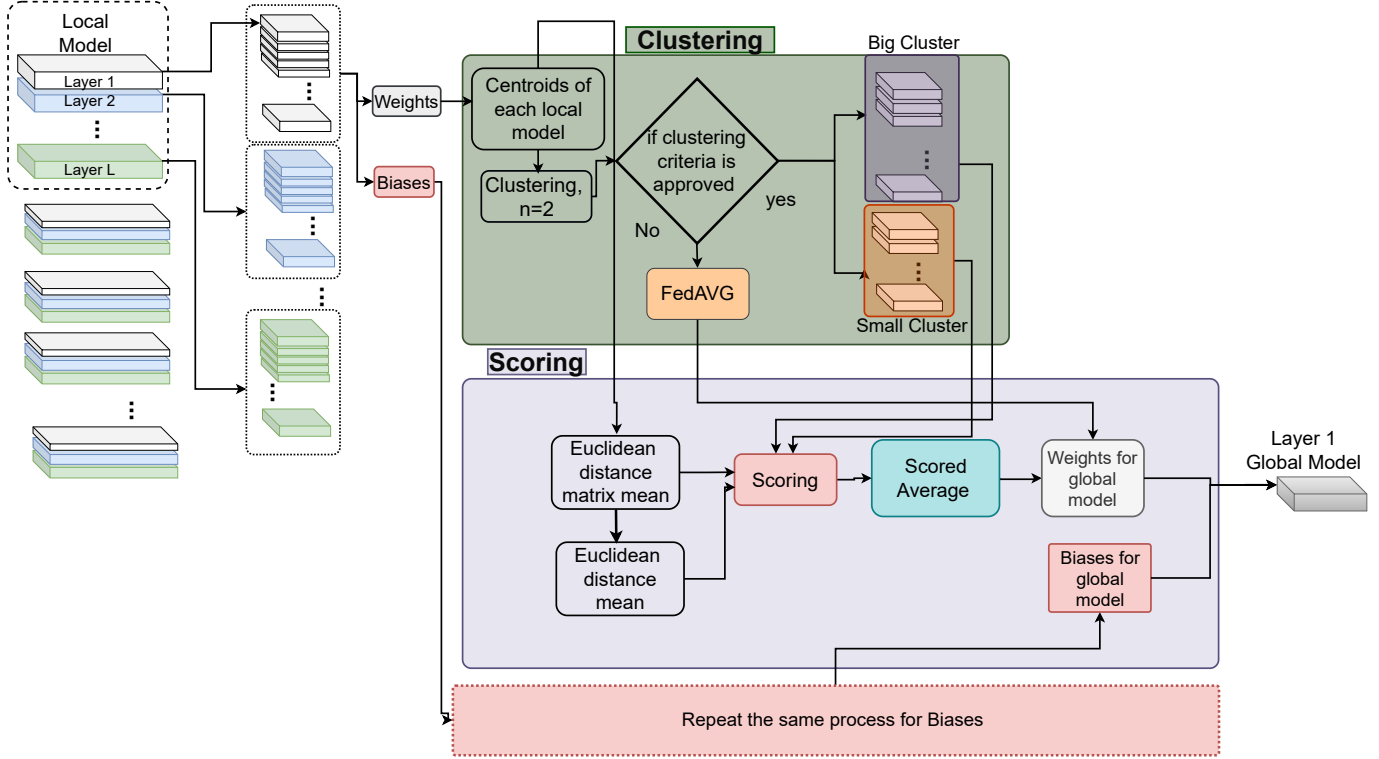 Local
Model
Layer 1
Layer 2
Layer L
Weights
Biases
Clustering
Centroids of
each local
model
Clustering,
n=2
if clustering
criteria is
approved
yes
No
FedAVG
Big Cluster
Small Cluster
Scoring
Euclidean
distance
matrix mean
Euclidean
distance
mean
Scoring
Scored
Average
Weights for
global
model
Biases for
global
model
Layer 1
Global Model
Repeat the same process for Biases